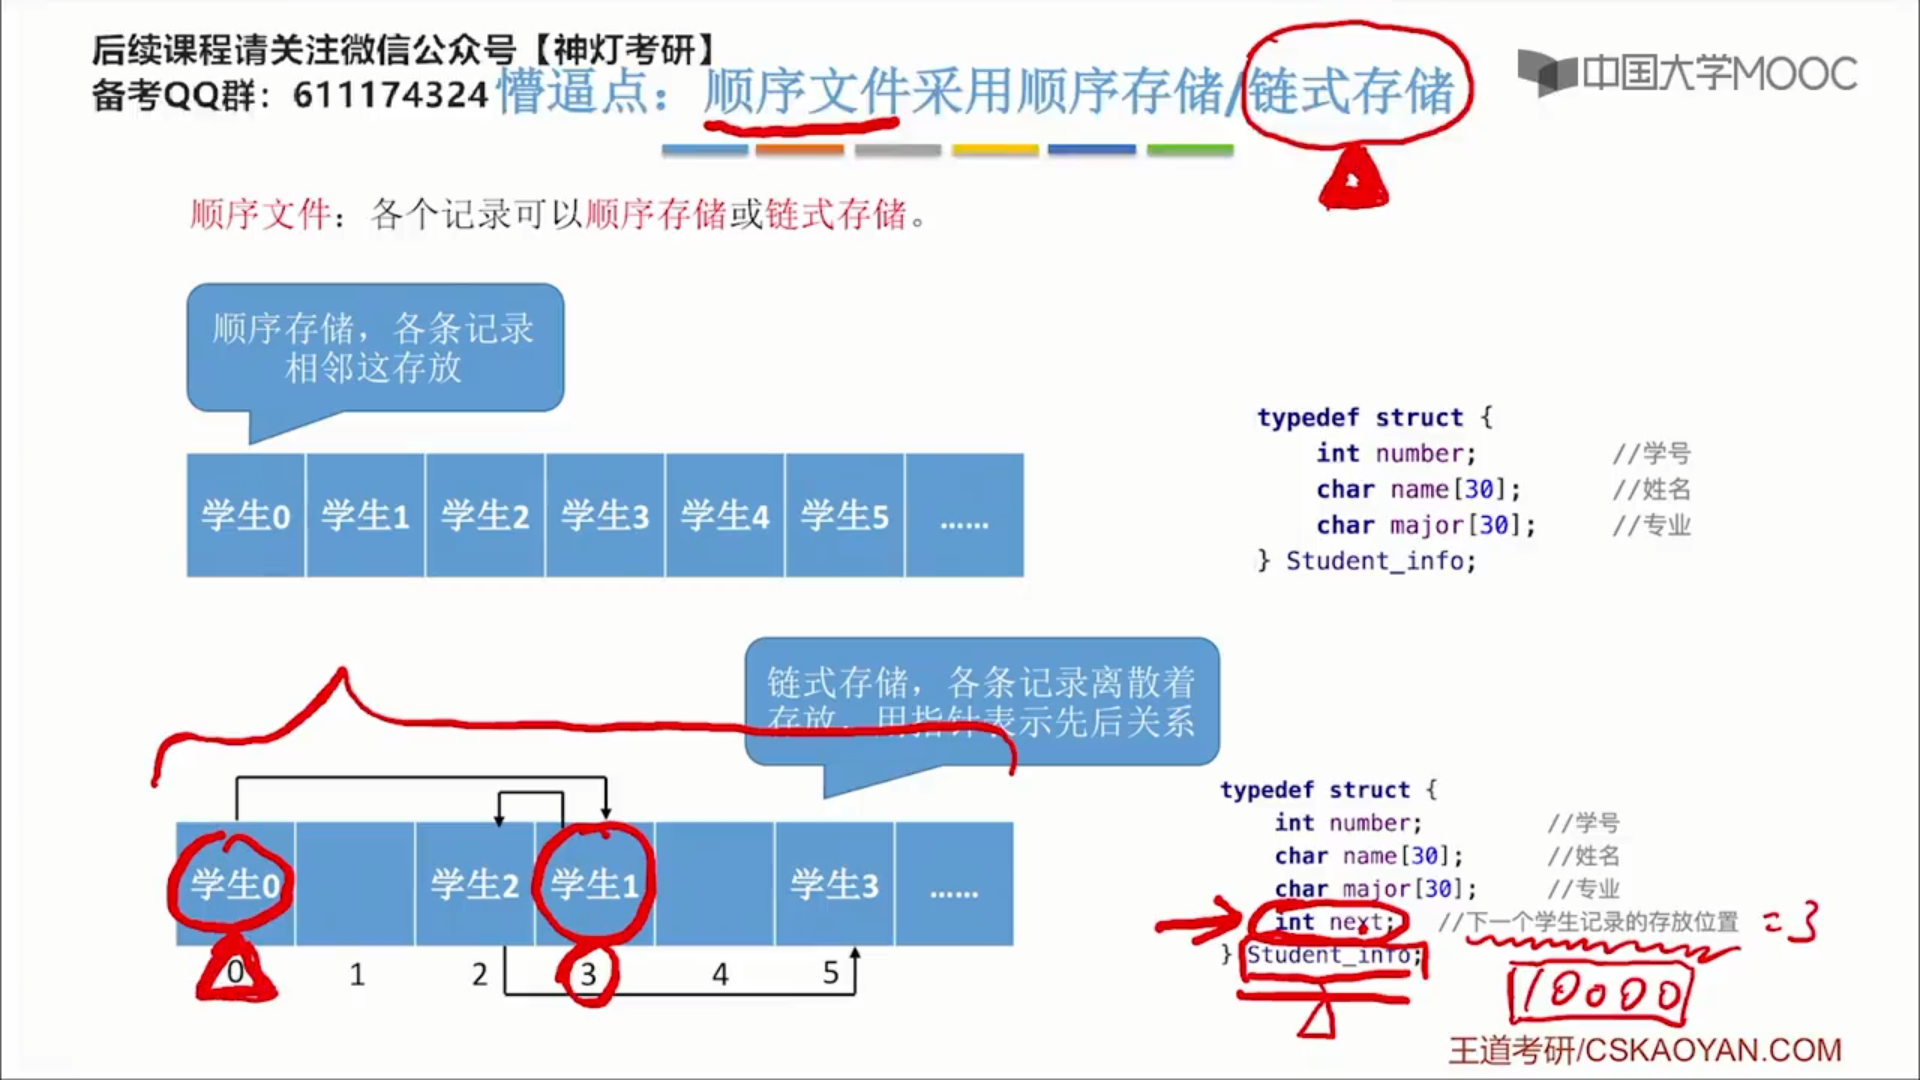 后续课程请关注微信公众号【神灯考研】
备考QQ群：611174324
懵逼点：顺序文件采用顺序存储/链式存储
中国大学MOOC
顺序文件：各个记录可以顺序存储或链式存储。
顺序存储，各条记录
相邻这存放
学生0 学生1 学生2 学生3 学生4 学生5 ……
typedef struct {
int number; //学号
char name[30]; //姓名
char major[30]; //专业
} Student_info;
链式存储，各条记录离散着
存放，用指针表示先后关系
学生0 学生2 学生1 学生3 ……
0 1 2 3 4 5
typedef struct {
int number; //学号
char name[30]; //姓名
char major[30]; //专业
int next; //下一个学生记录的存放位置 =3
} Student_info;
10000
王道考研/CSKAOYAN.COM